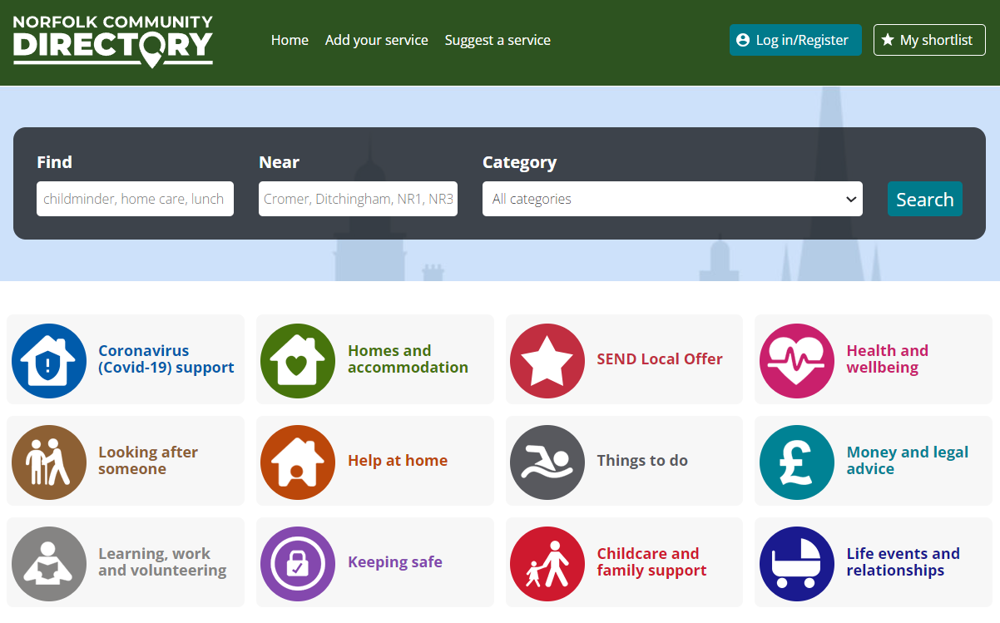 NORFOLK COMMUNITY
DIRECTORY
Home
Add your service
Suggest a service
Log in/Register
My shortlist
Find
Near
Category
childminder, home care, lunch
Cromer, Ditchingham, NR1, NR3
All categories
Search
Coronavirus
(Covid-19) support
Homes and
accommodation
SEND Local Offer
Health and
wellbeing
Looking after
someone
Help at home
Things to do
£
Money and legal
advice
Learning, work
and volunteering
Keeping safe
Childcare and
family support
Life events and
relationships